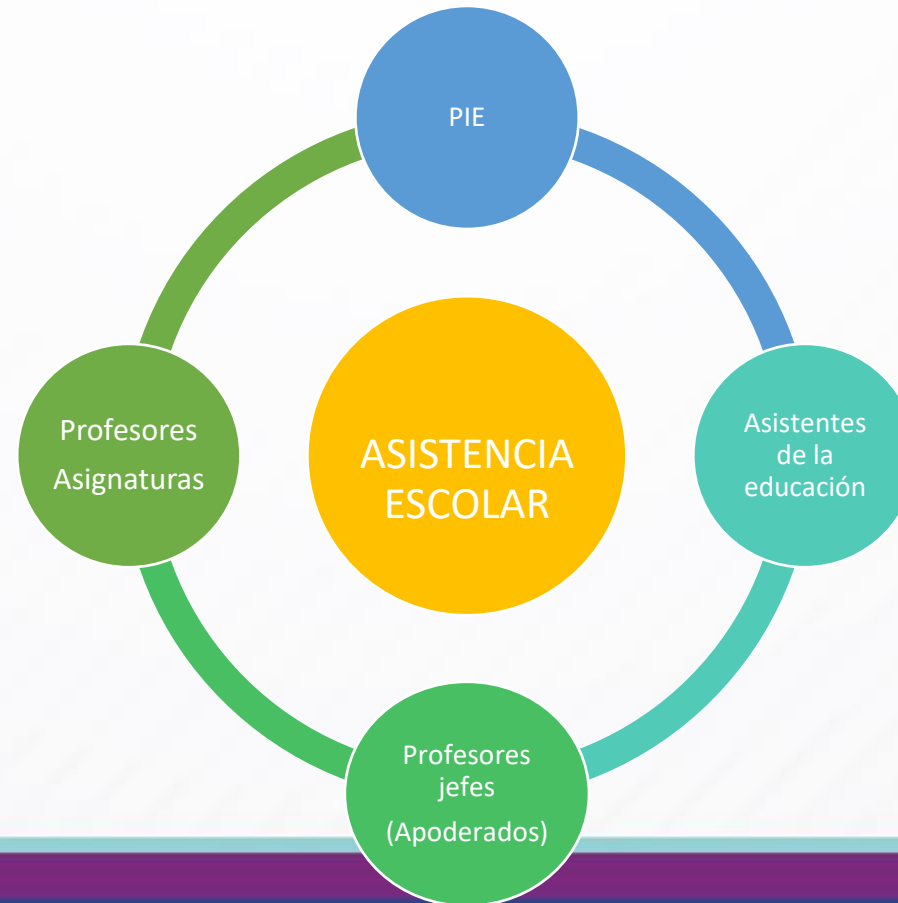 PIE
Profesores
Asignaturas
ASISTENCIA
ESCOLAR
Asistentes
de la
educación
Profesores
jefes
(Apoderados)